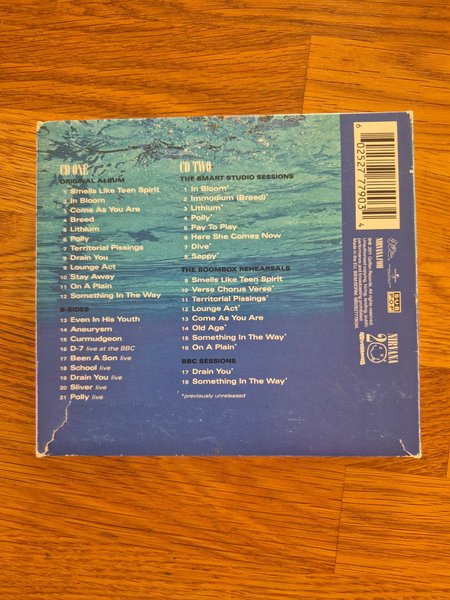 CD ONE
ORIGINAL ALBUM
1 Smells Like Teen Spirit
2 In Bloom
3 Come As You Are
4 Breed
5 Lithium
6 Polly
7 Territorial Pissings
8 Drain You
9 Lounge Act
10 Stay Away
11 On A Plain
12 Something In The Way
B-SIDES
13 Even In His Youth
14 Aneurysm
15 Curmudgeon
16 D-7 live at the BBC
17 Been A Son live
18 School live
19 Drain You live
20 Sliver live
21 Polly live
CD TWO
THE SMART STUDIO SESSIONS
1 In Bloom*
2 Immodium (Breed)*
3 Lithium*
4 Polly*
5 Pay To Play
6 Here She Comes Now
7 Dive*
8 Sappy*
THE BOOMBOX REHEARSALS
9 Smells Like Teen Spirit
10 Verse Chorus Verse*
11 Territorial Pissings*
12 Lounge Act*
13 Come As You Are
14 Old Age*
15 Something In The Way*
16 On A Plain*
BBC SESSIONS
17 Drain You*
18 Something In The Way*
*previously unreleased
6 02527 77903 4
NIRVANA.COM
NIRVANA
20